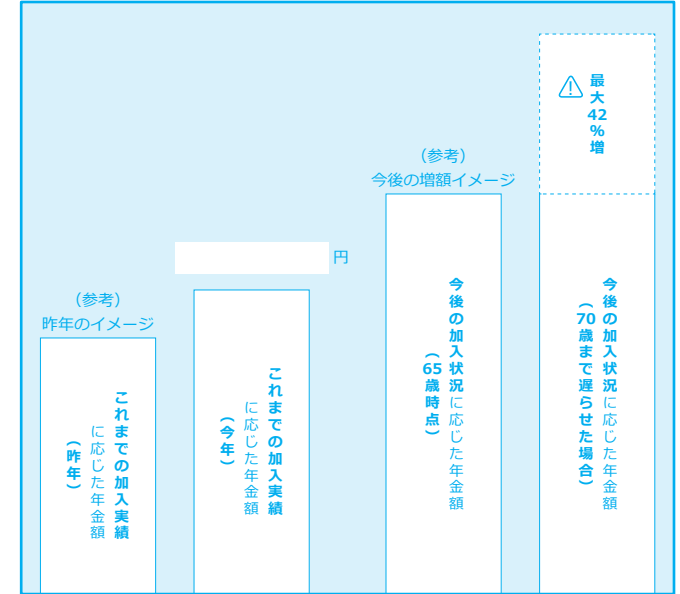 （参考）
昨年のイメージ
これまでの加入実績
に応じた年金額
（昨年）
円
これまでの加入実績
に応じた年金額
（今年）
（参考）
今後の増額イメージ
今後の加入状況に応じた年金額
（65歳時点）
最大42%増
今後の加入状況に応じた年金額
（70歳まで遅らせた場合）